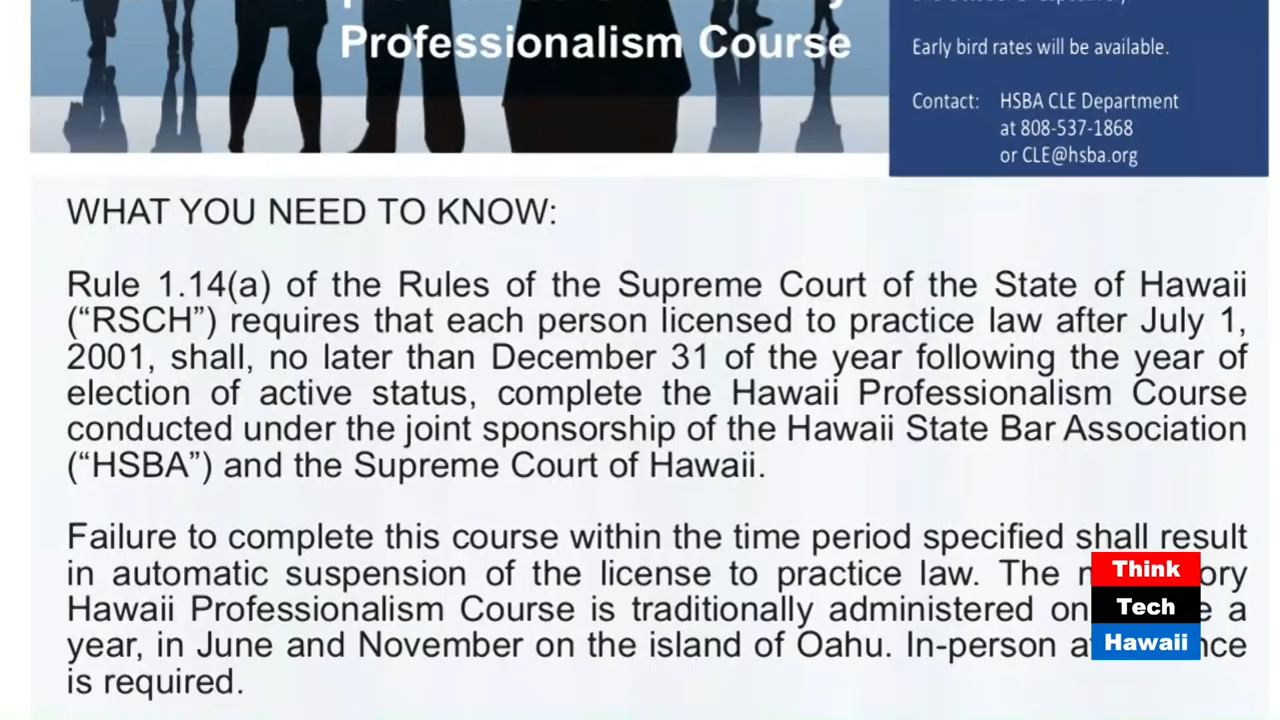 Professionalism Course
Early bird rates will be available.
Contact: HSBA CLE Department
at 808-537-1868
or CLE@hsba.org
WHAT YOU NEED TO KNOW:
Rule 1.14(a) of the Rules of the Supreme Court of the State of Hawaii
(“RSCH”) requires that each person licensed to practice law after July 1,
2001, shall, no later than December 31 of the year following the year of
election of active status, complete the Hawaii Professionalism Course
conducted under the joint sponsorship of the Hawaii State Bar Association
(“HSBA”) and the Supreme Court of Hawaii.
Failure to complete this course within the time period specified shall result
in automatic suspension of the license to practice law. The
Hawaii Professionalism Course is traditionally administered a
year, in June and November on the island of Oahu. In-person
is required.
Think
Tech
Hawaii